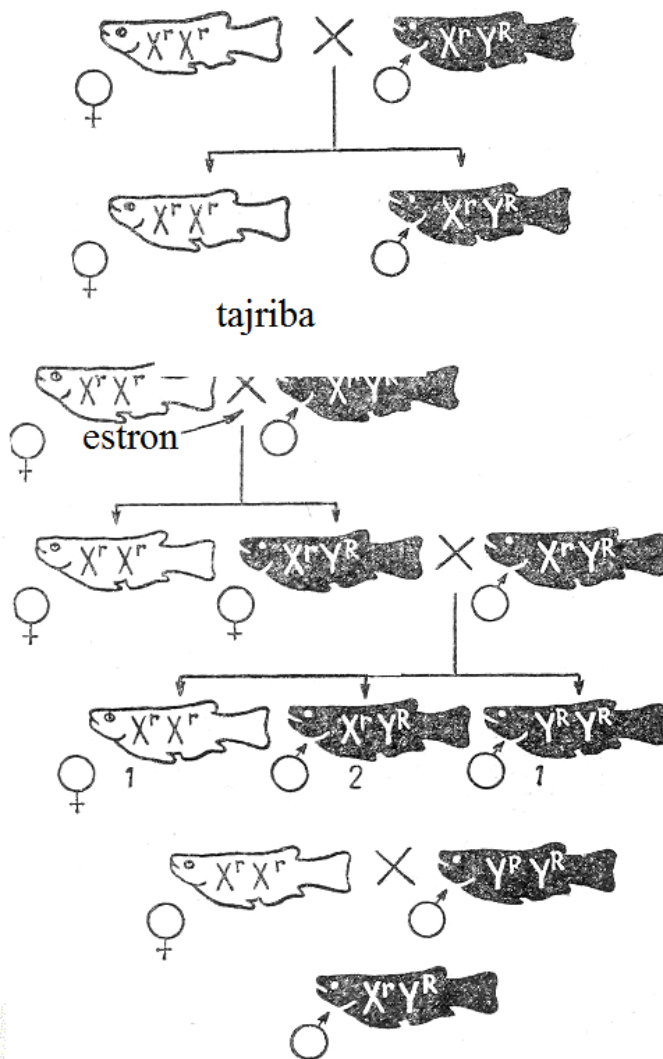 XʳXʳ × XʳYᴿ
XʳXʳ XʳYᴿ
tajriba
XʳXʳ × XʳYᴿ
estron
XʳXʳ XʳYᴿ × XʳYᴿ
XʳXʳ XʳYᴿ YᴿYᴿ
1 2 1
XʳXʳ × YᴿYᴿ
XʳYᴿ